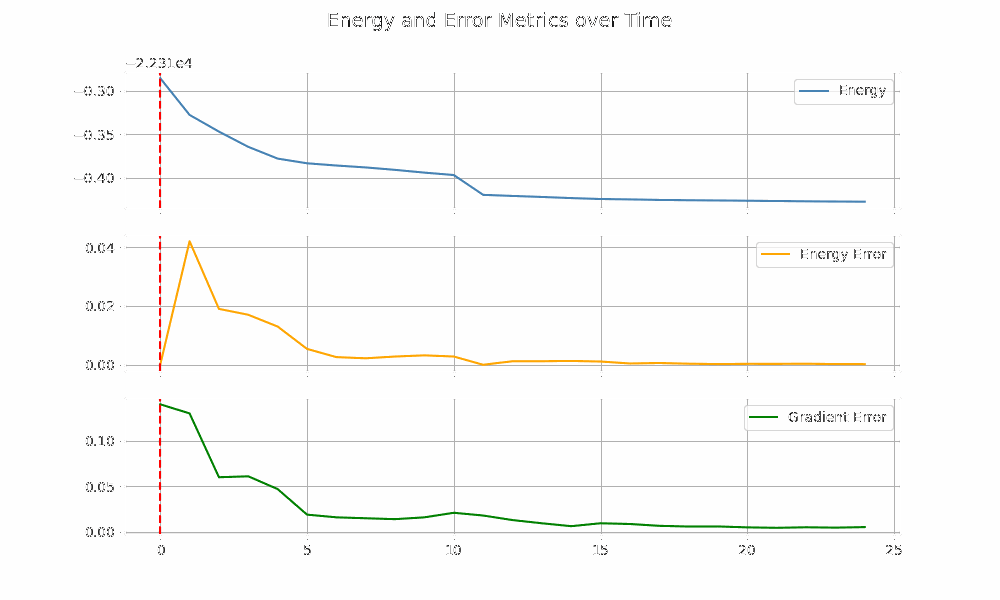 Energy and Error Metrics over Time
−2.231e4
−0.30
−0.35
−0.40
Energy
0.04
0.02
0.00
Energy Error
0.10
0.05
0.00
Gradient Error
0 5 10 15 20 25